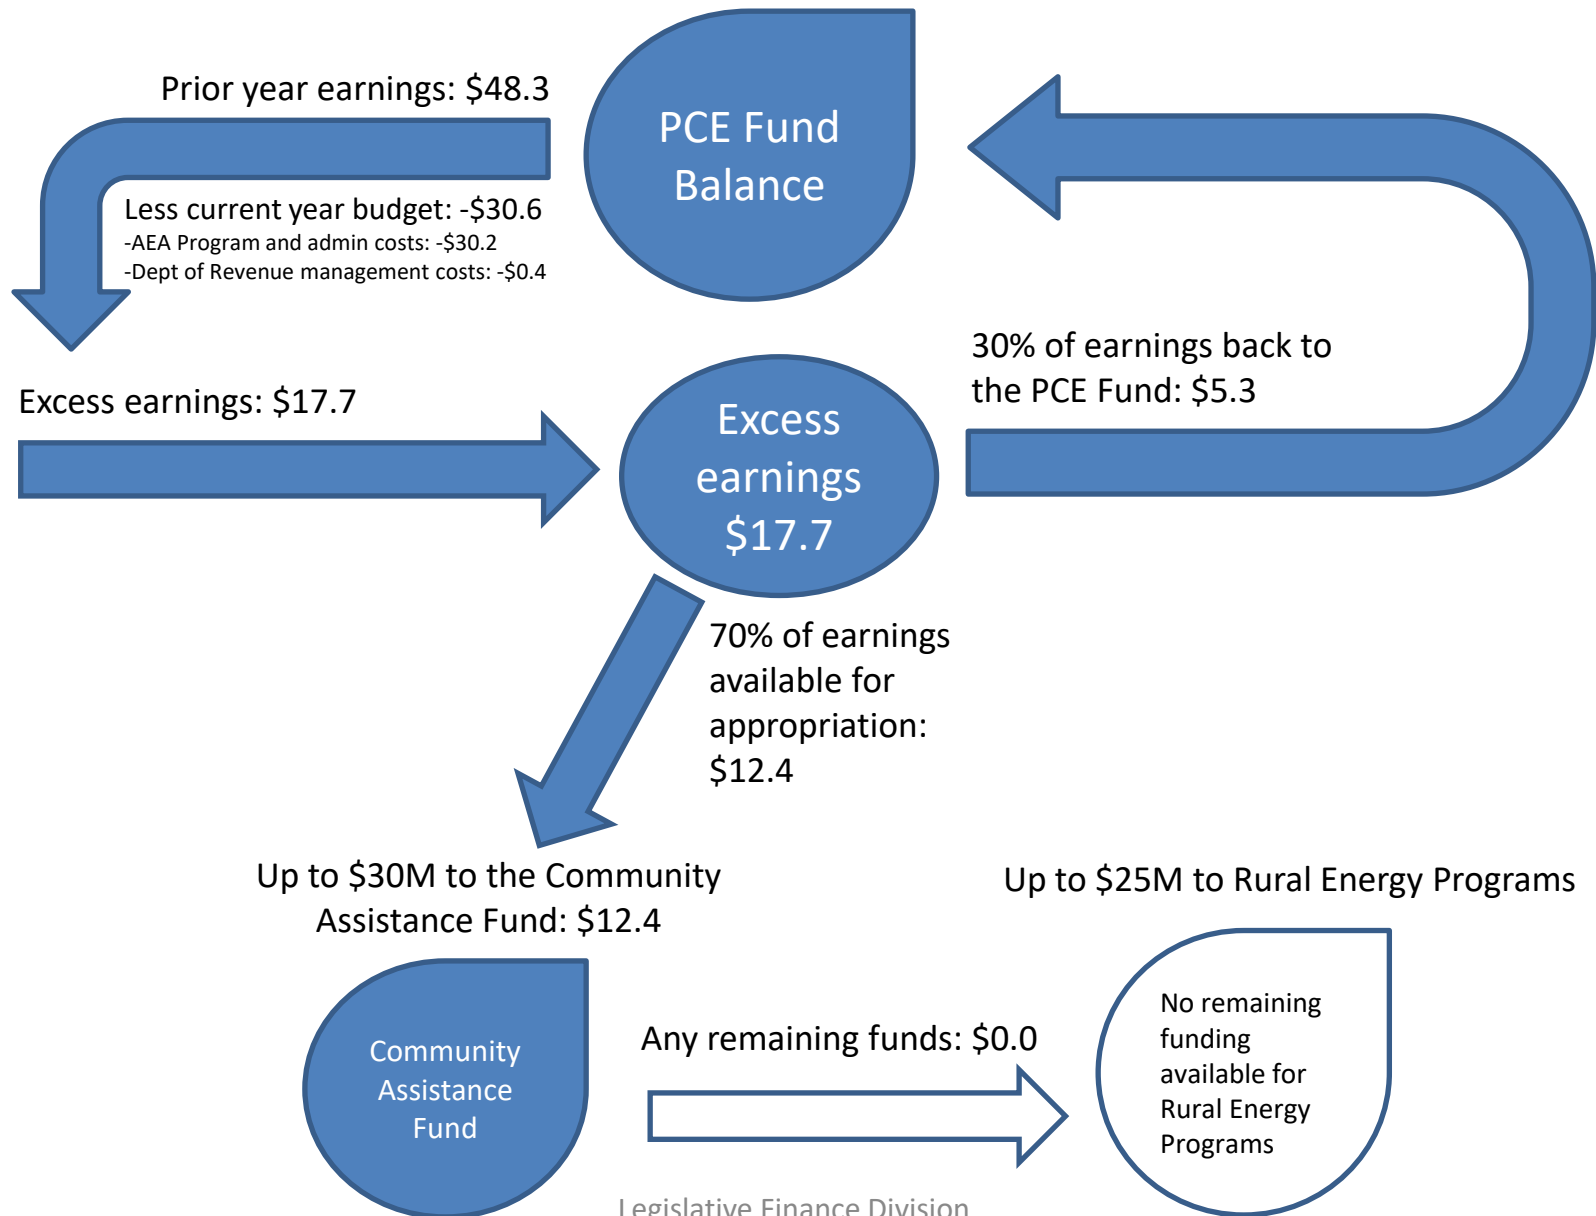 Prior year earnings: $48.3
PCE Fund
Balance
Less current year budget: -$30.6
-AEA Program and admin costs: -$30.2
-Dept of Revenue management costs: -$0.4
Excess earnings: $17.7
Excess
earnings
$17.7
30% of earnings back to
the PCE Fund: $5.3
70% of earnings
available for
appropriation:
$12.4
Up to $30M to the Community
Assistance Fund: $12.4
Up to $25M to Rural Energy Programs
Community
Assistance
Fund
Any remaining funds: $0.0
No remaining
funding
available for
Rural Energy
Programs
Legislative Finance Division